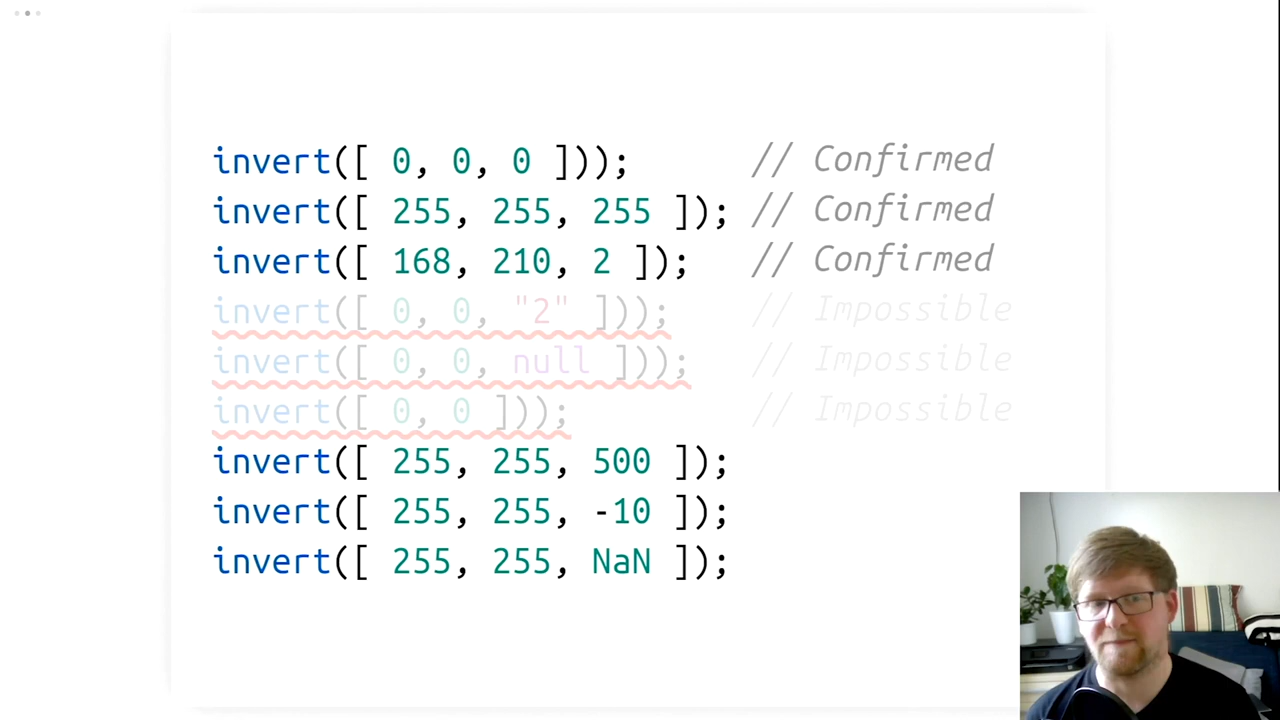 invert([ 0, 0, 0 ])); // Confirmed
invert([ 255, 255, 255 ]); // Confirmed
invert([ 168, 210, 2 ]); // Confirmed
invert([ 0, 0, "2" ])); // Impossible
invert([ 0, 0, null ])); // Impossible
invert([ 0, 0 ])); // Impossible
invert([ 255, 255, 500 ]);
invert([ 255, 255, -10 ]);
invert([ 255, 255, NaN ]);